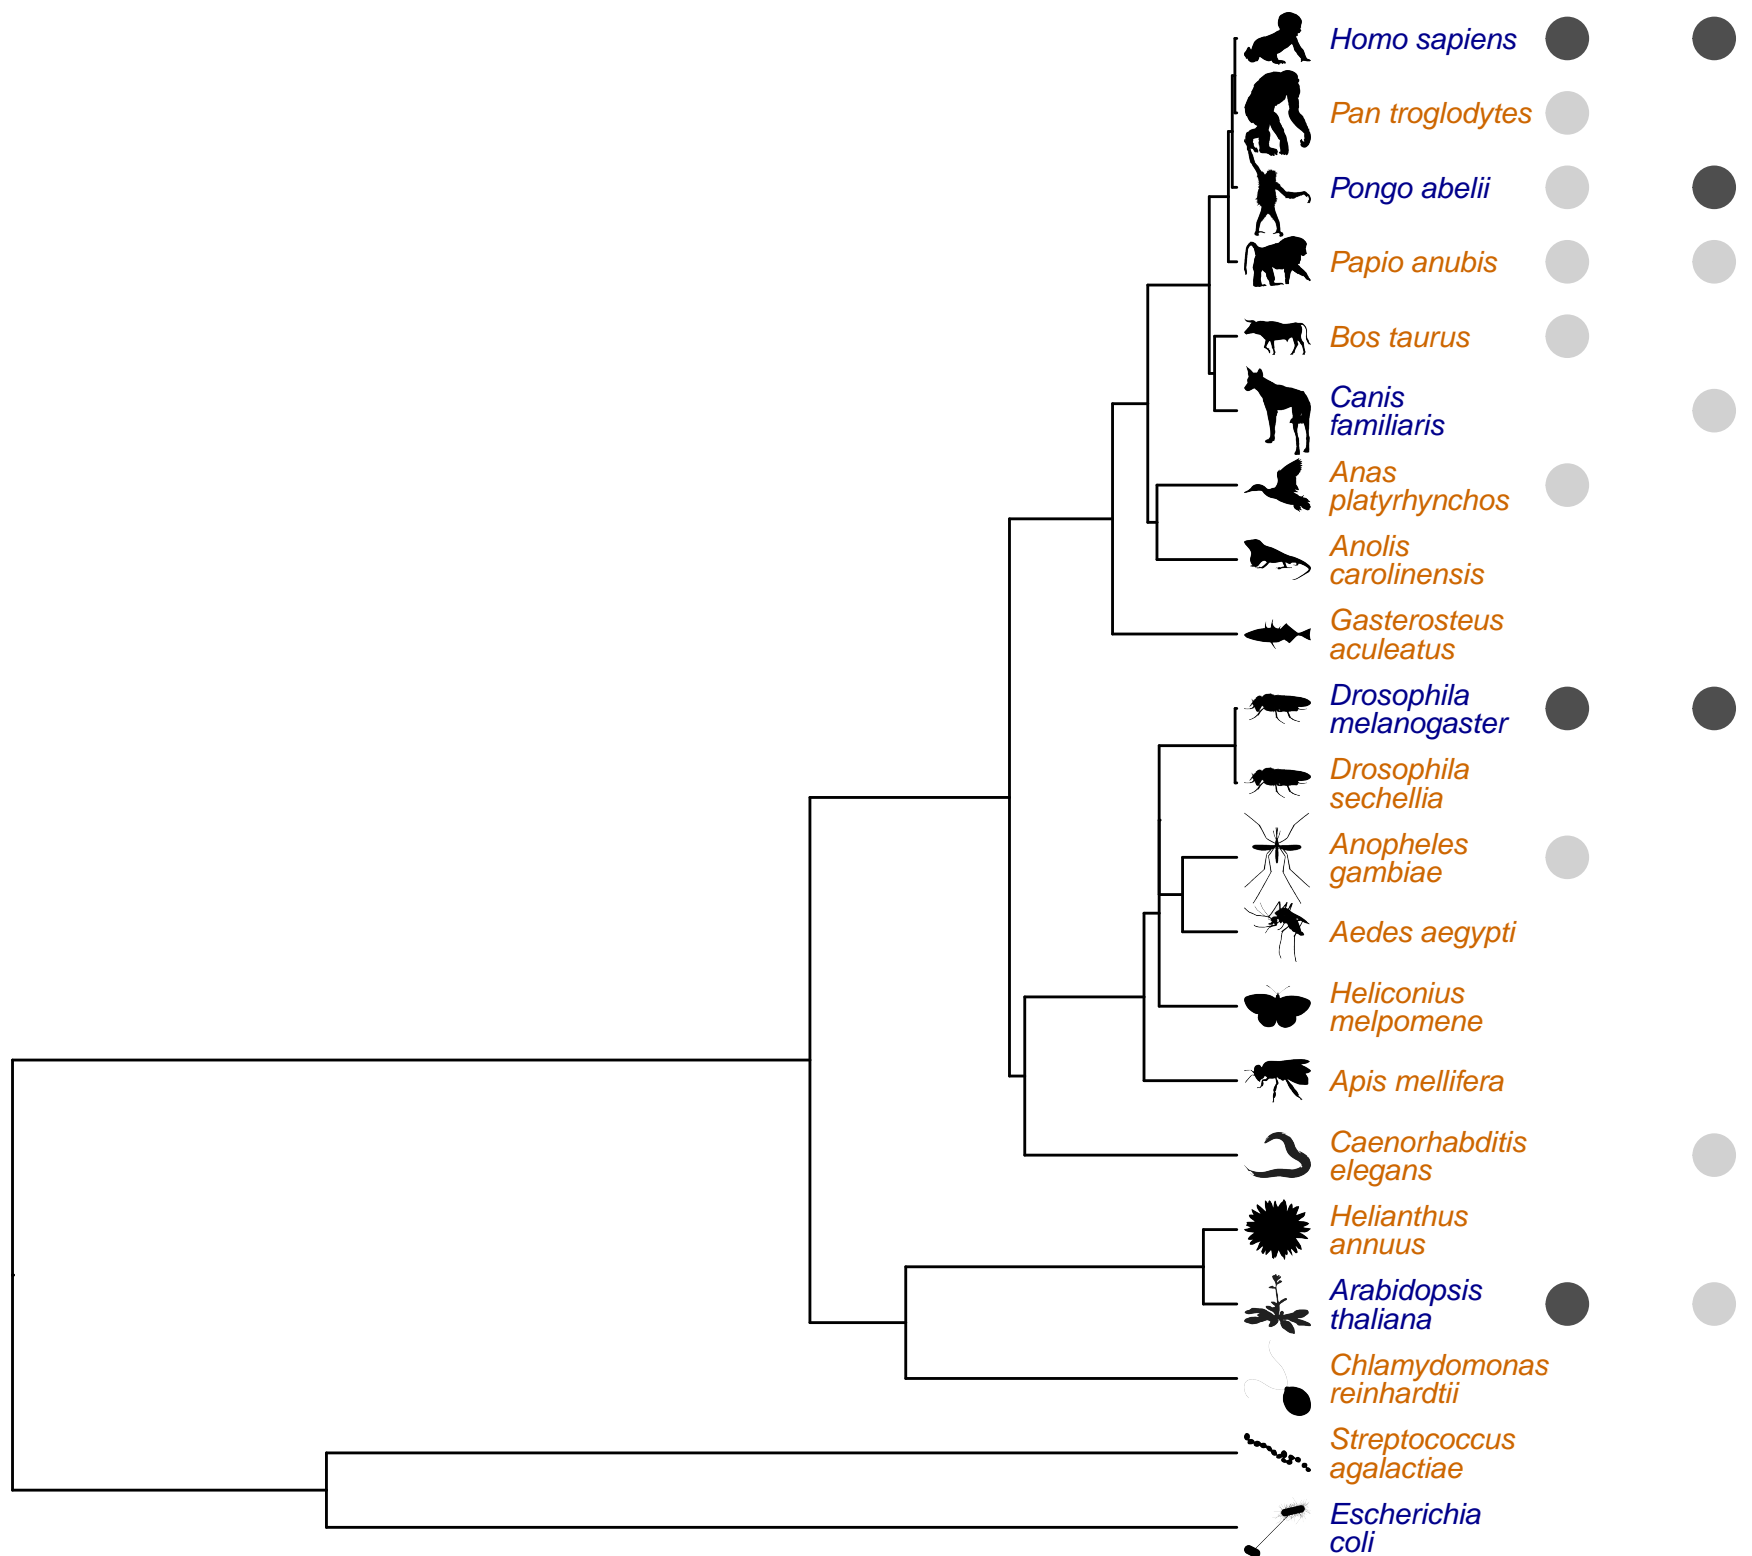 Homo sapiens
Pan troglodytes
Pongo abelii
Papio anubis
Bos taurus
Canis
familiaris
Anas
platyrhynchos
Anolis
carolinensis
Gasterosteus
aculeatus
Drosophila
melanogaster
Drosophila
sechellia
Anopheles
gambiae
Aedes aegypti
Heliconius
melpomene
Apis mellifera
Caenorhabditis
elegans
Helianthus
annuus
Arabidopsis
thaliana
Chlamydomonas
reinhardtii
Streptococcus
agalactiae
Escherichia
coli